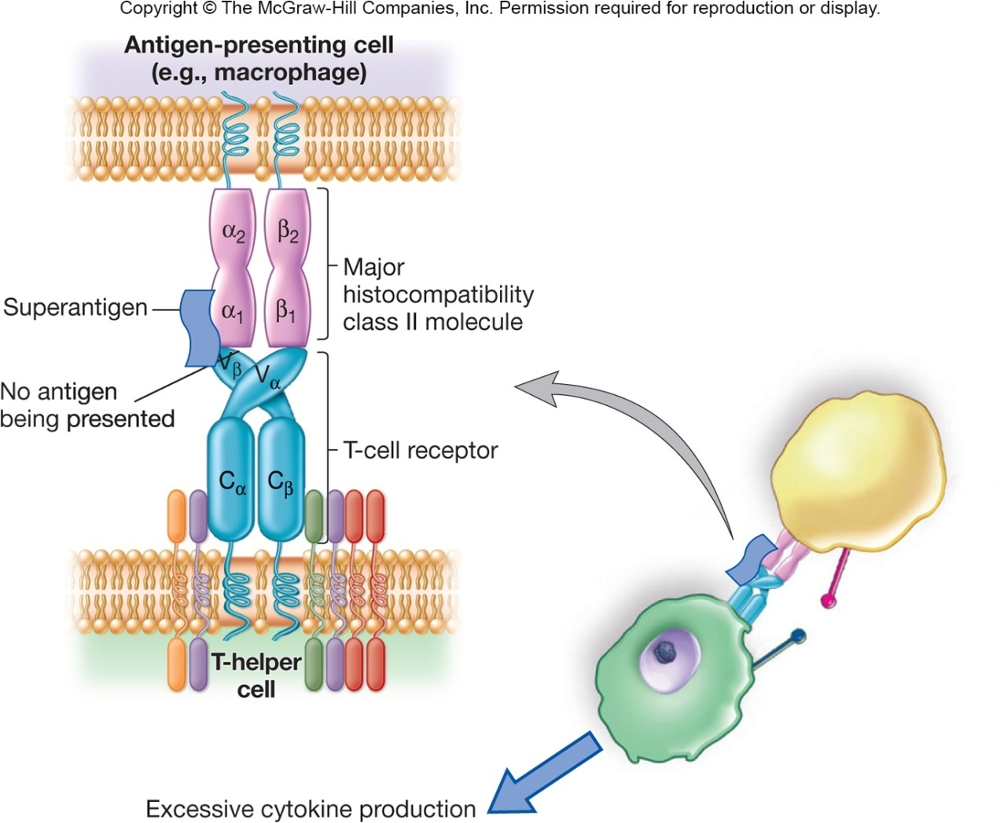 Copyright © The McGraw-Hill Companies, Inc. Permission required for reproduction or display.
Antigen-presenting cell
(e.g., macrophage)
α2
β2
Major
histocompatibility
class II molecule
Superantigen
α1
β1
Vβ
Vα
No antigen
being presented
T-cell receptor
Cα
Cβ
T-helper
cell
Excessive cytokine production